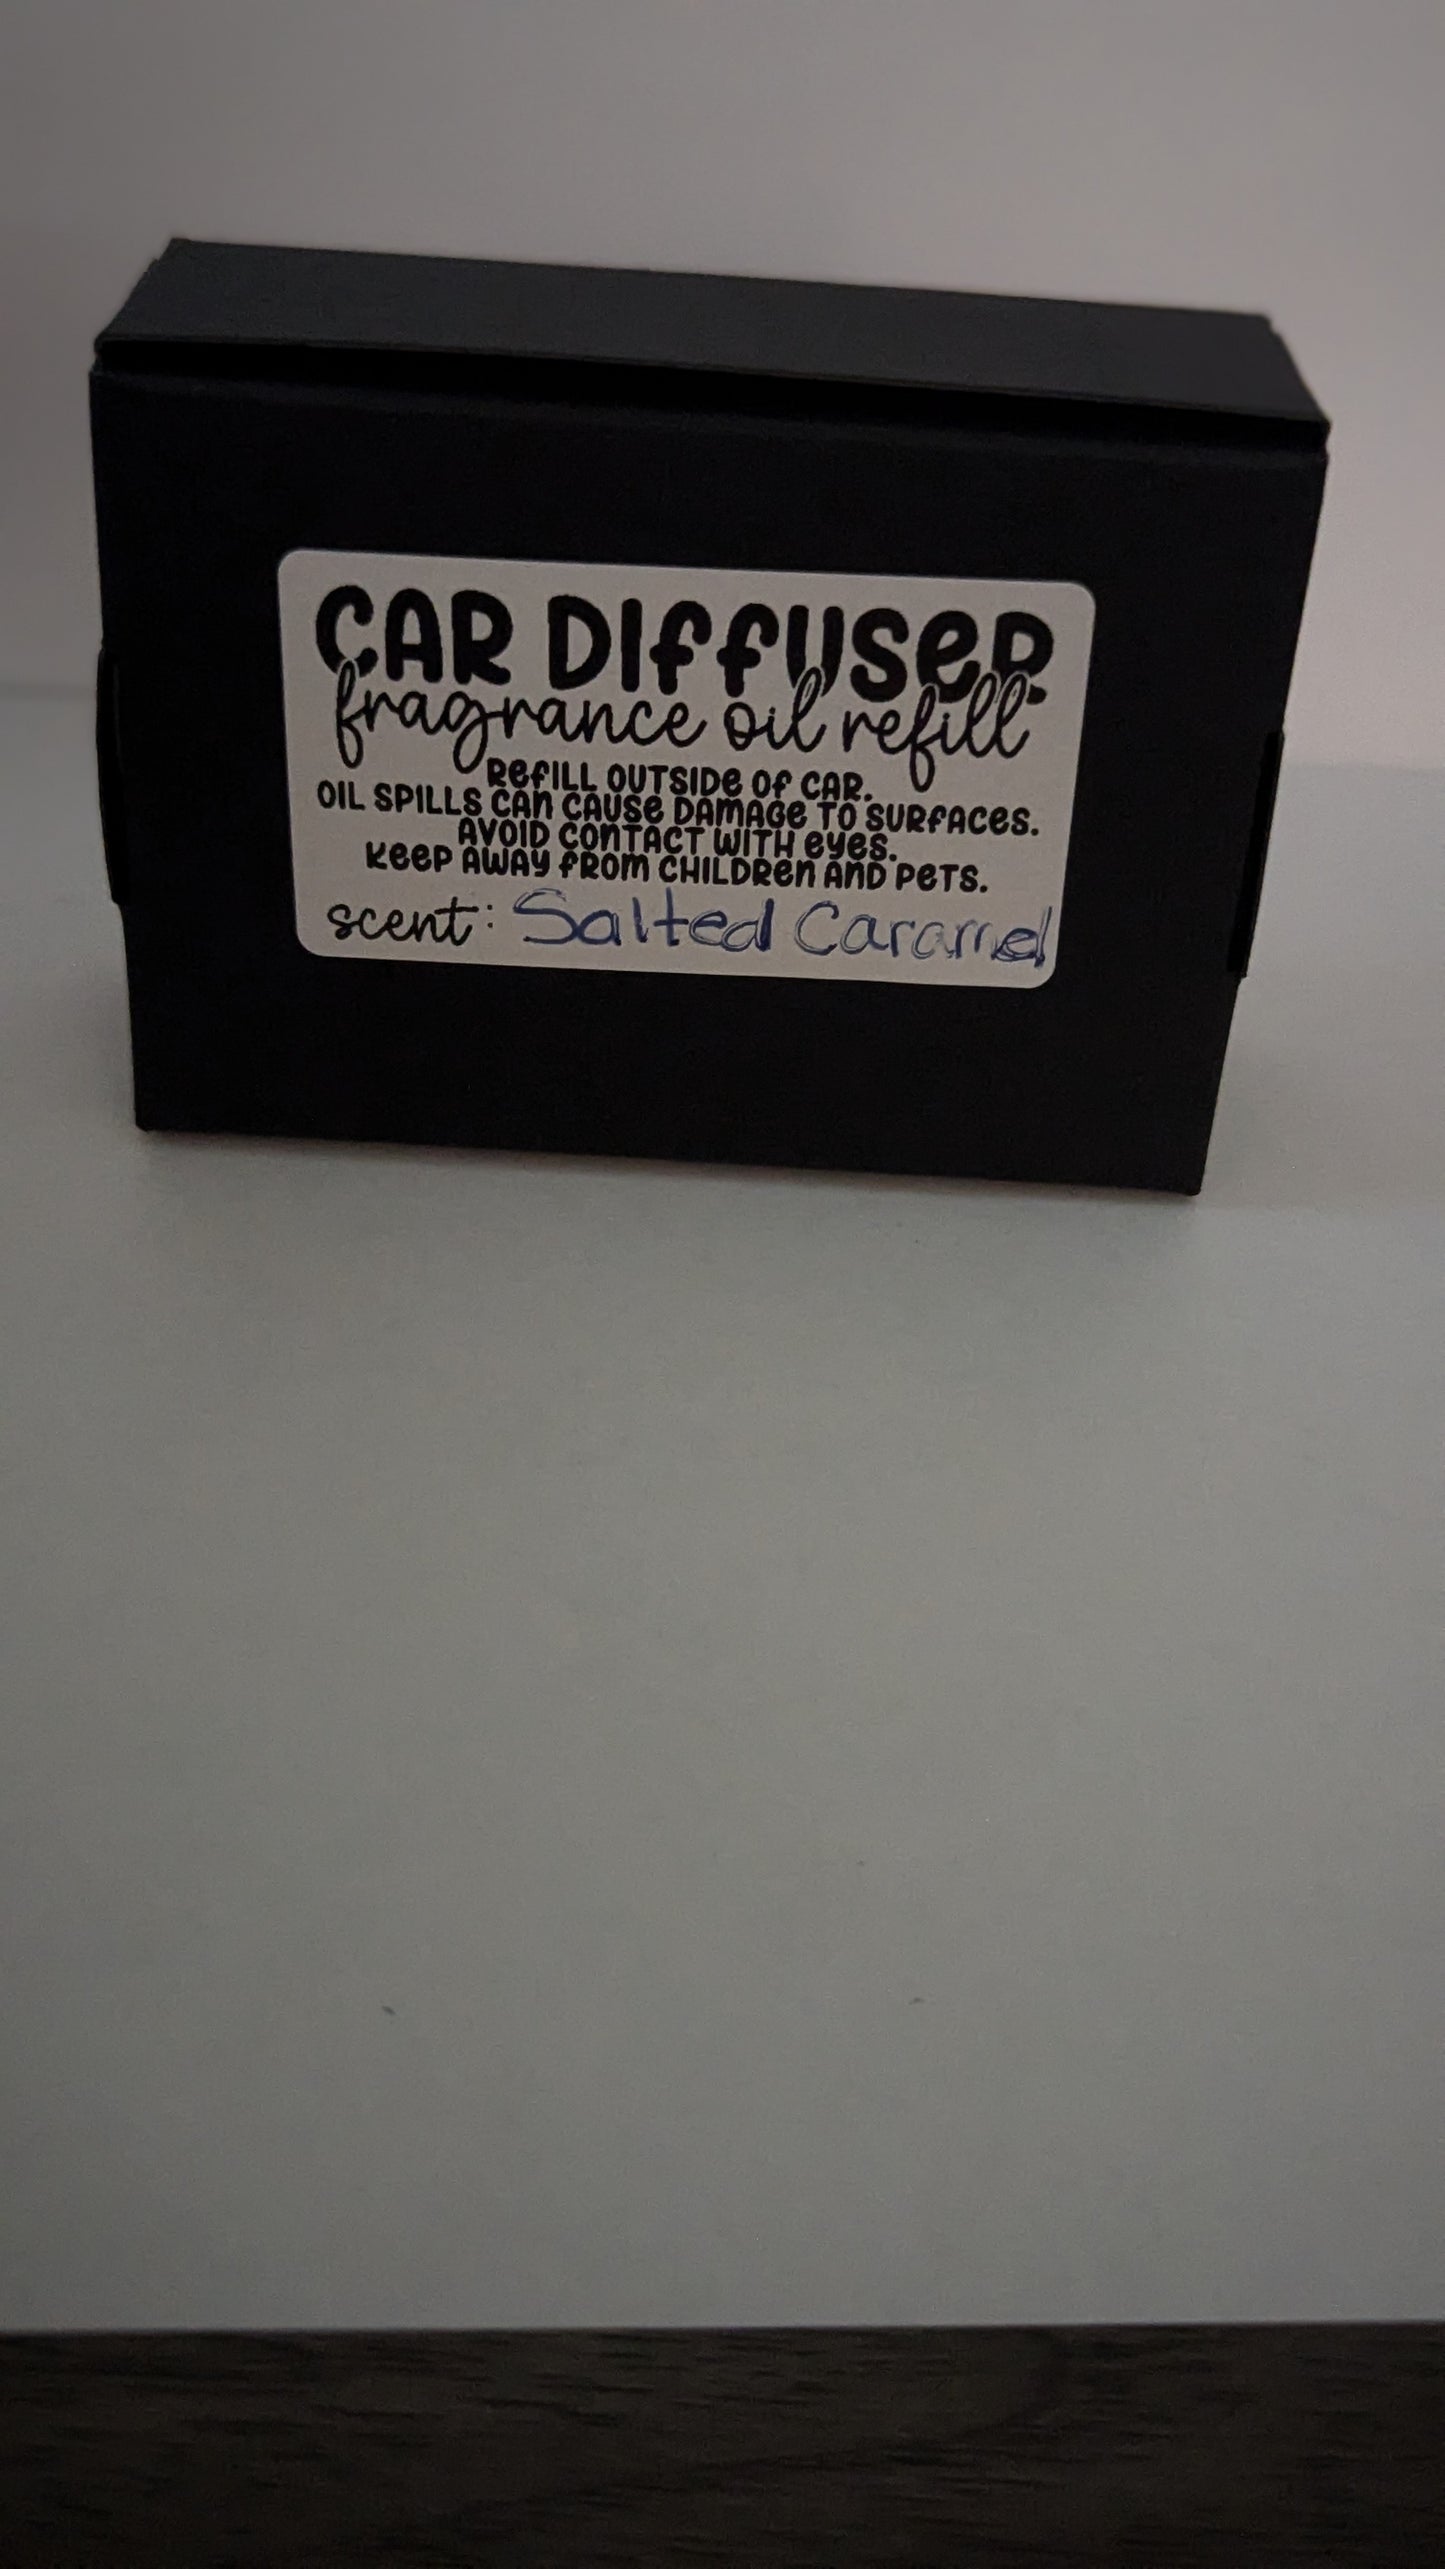 CAR DIFFUSER
fragrance oil refill
REFILL OUTSIDE OF CAR.
OIL SPILLS CAN CAUSE DAMAGE TO SURFACES.
AVOID CONTACT WITH EYES.
KEEP AWAY FROM CHILDREN AND PETS.
scent: Salted Caramel